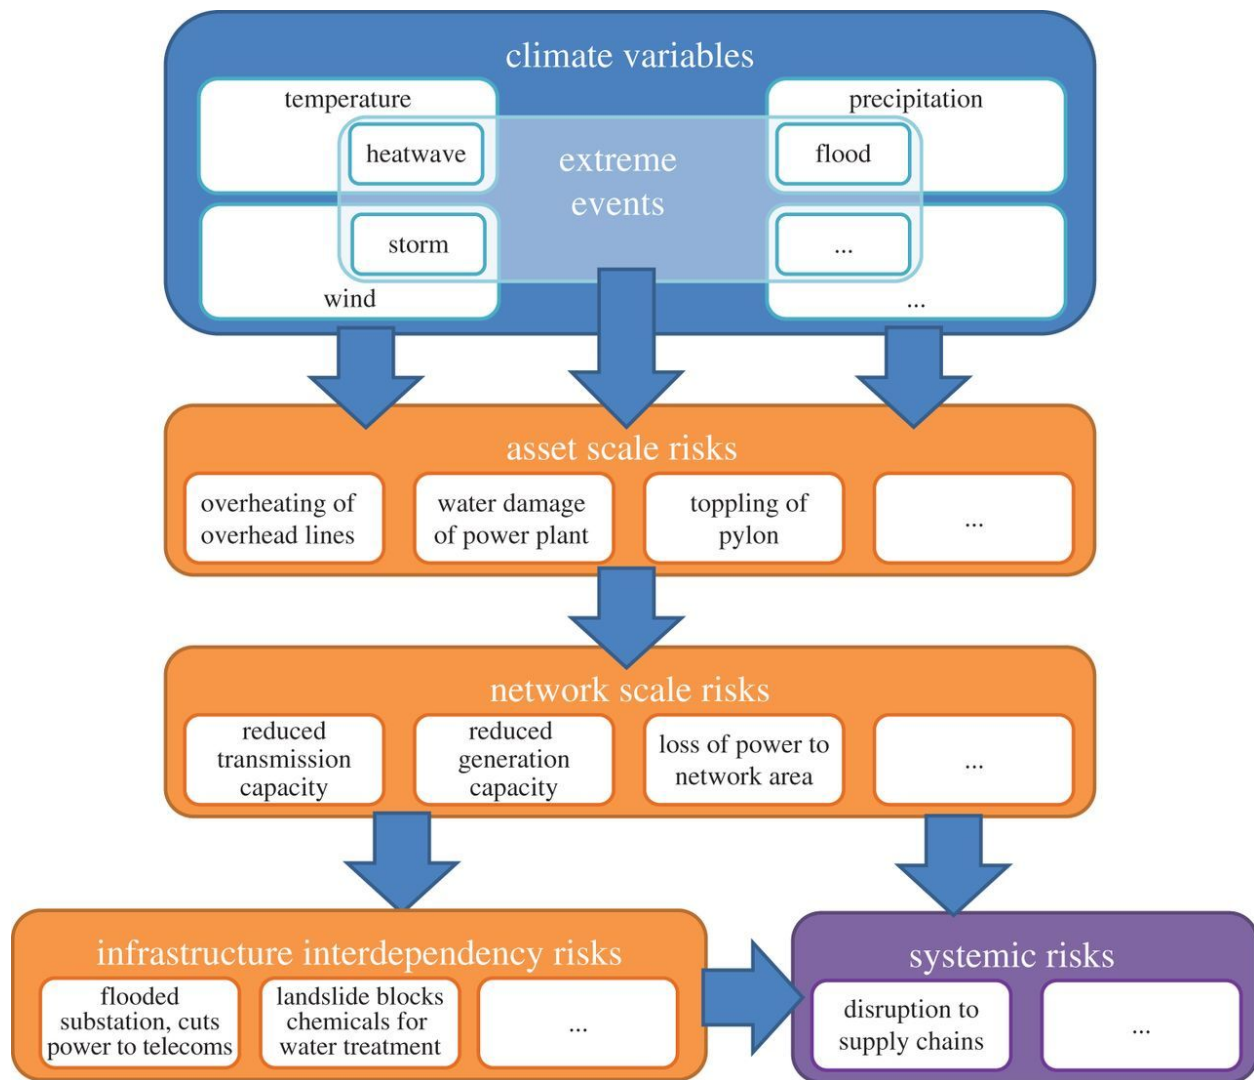 climate variables
temperature
precipitation
heatwave
extreme
events
flood
storm
...
wind
...
asset scale risks
overheating of
overhead lines
water damage
of power plant
toppling of
pylon
...
network scale risks
reduced
transmission
capacity
reduced
generation
capacity
loss of power to
network area
...
infrastructure interdependency risks
flooded
substation, cuts
power to telecoms
landslide blocks
chemicals for
water treatment
...
systemic risks
disruption to
supply chains
...